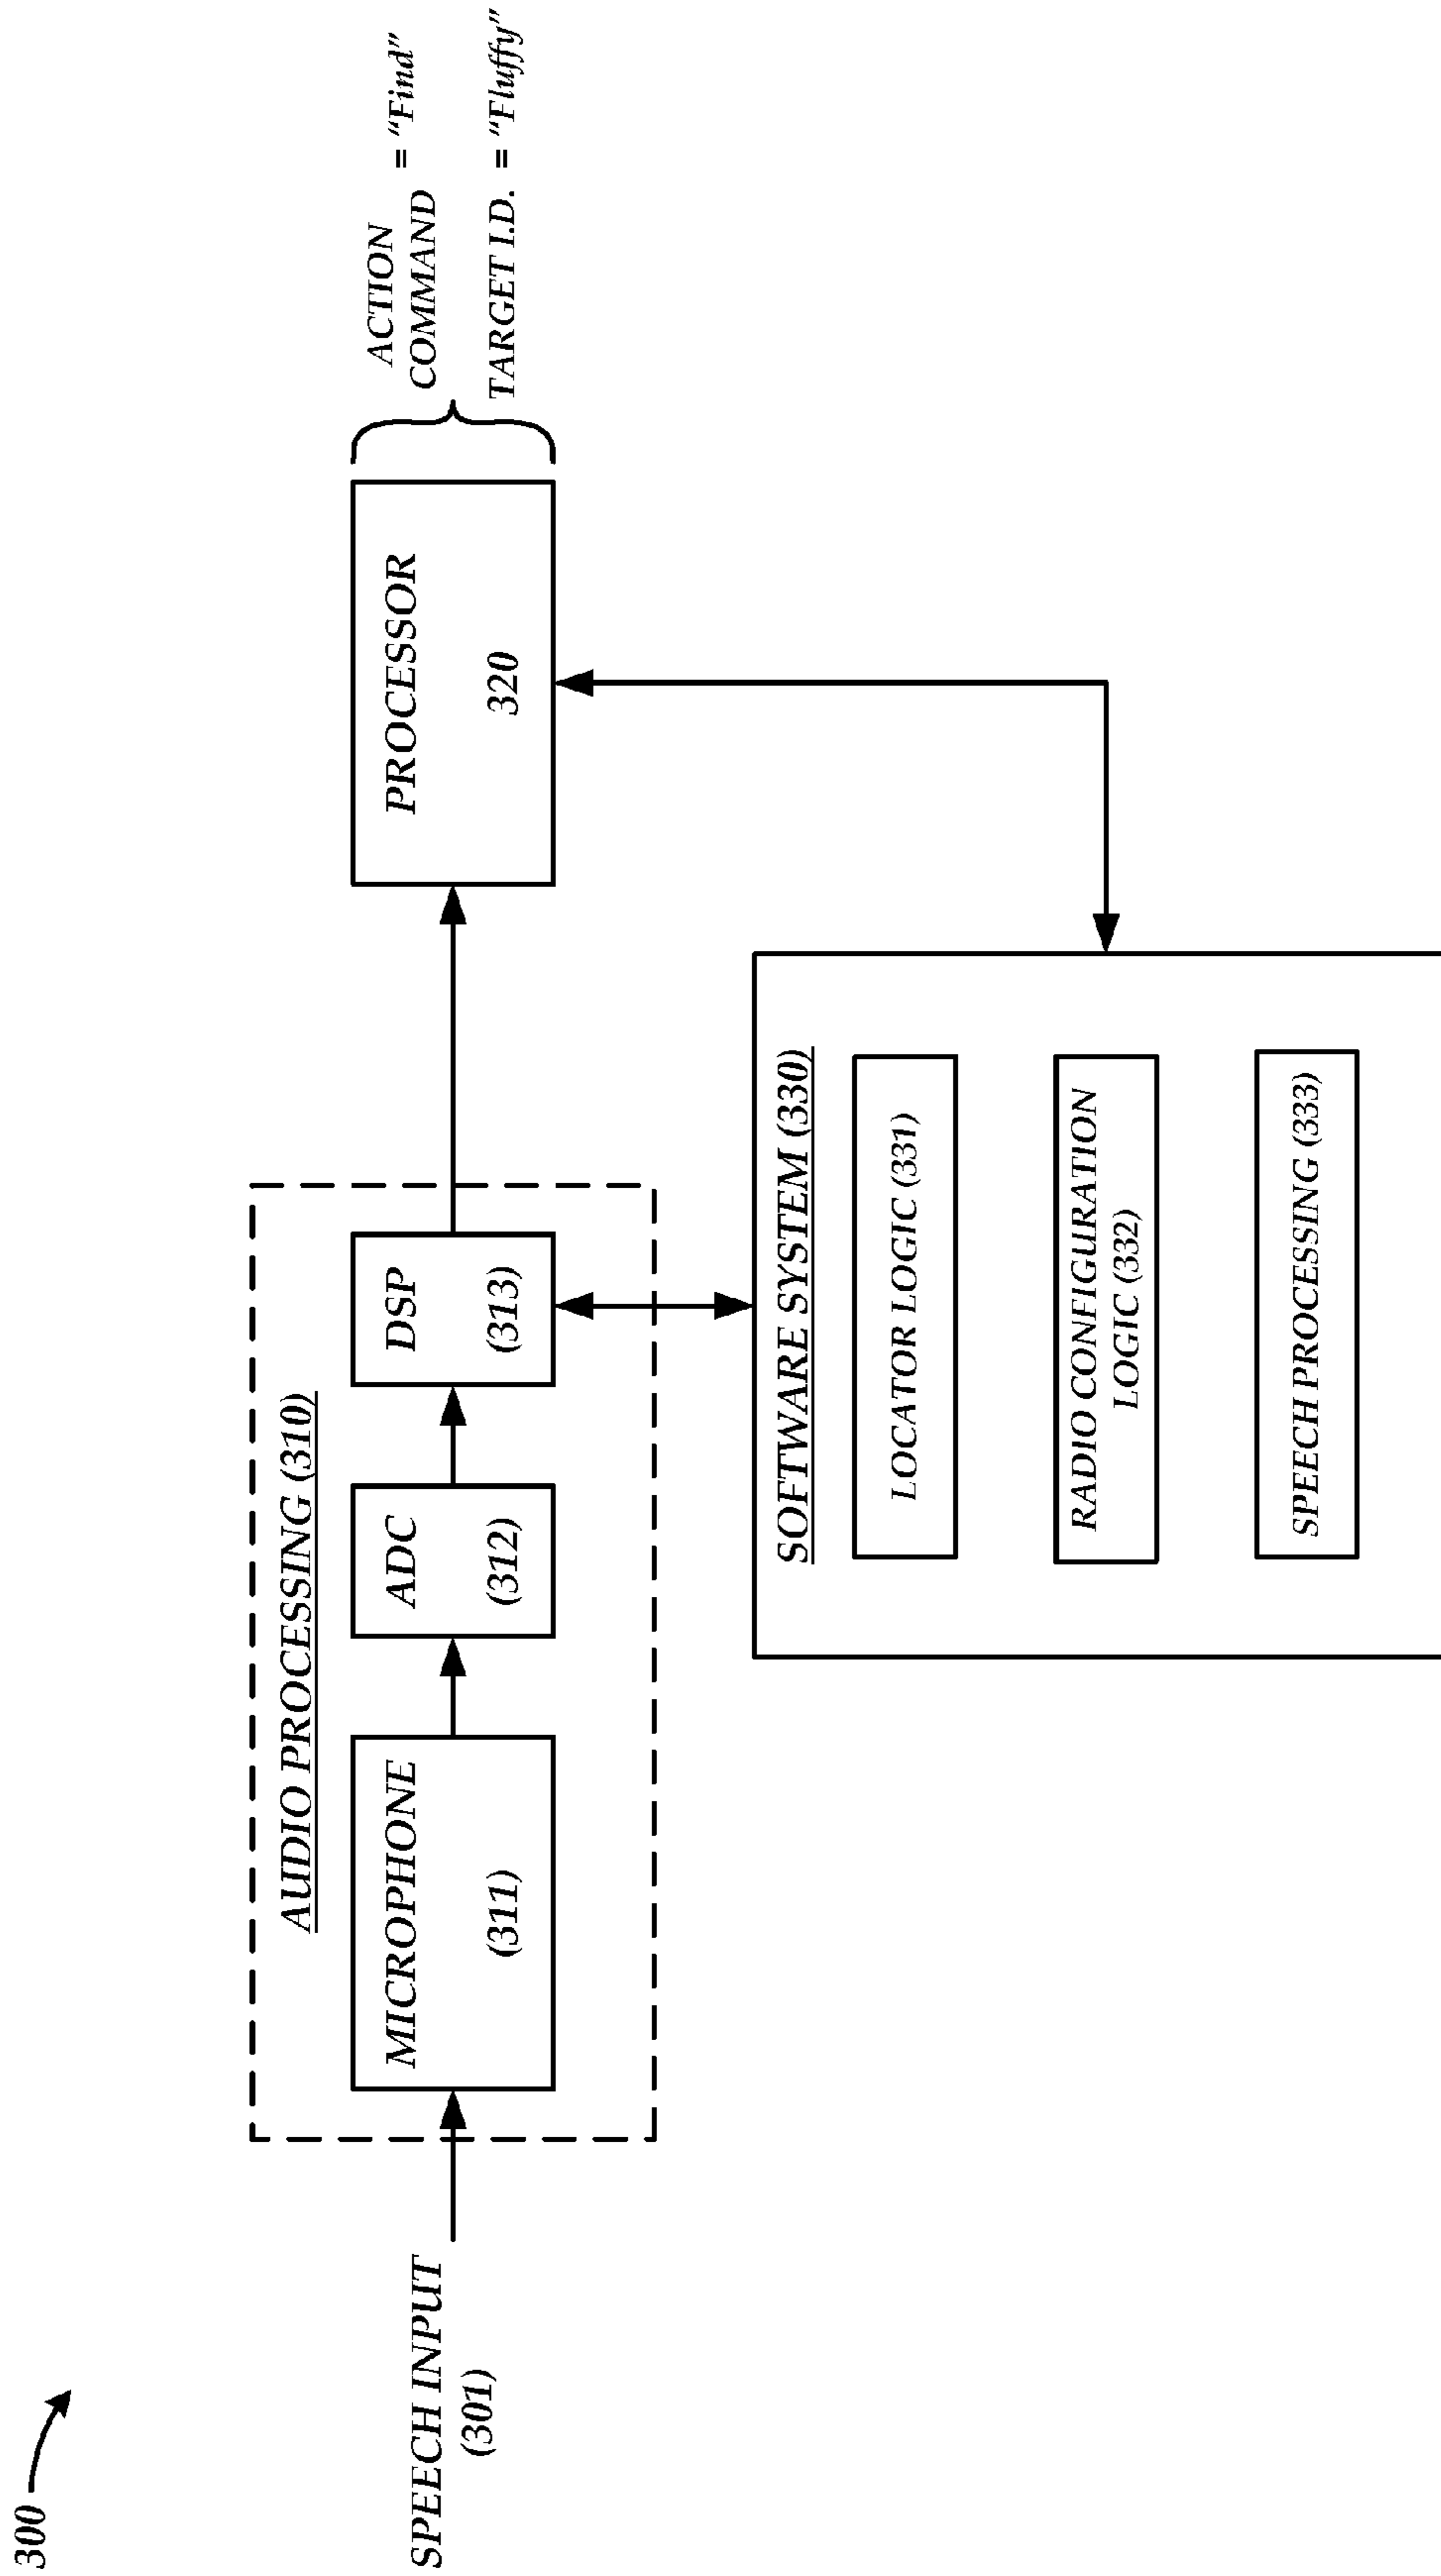 300
AUDIO PROCESSING (310)
SPEECH INPUT
(301)
MICROPHONE
(311)
ADC
(312)
DSP
(313)
PROCESSOR
320
ACTION
COMMAND = "Find"
TARGET I.D. = "Fluffy"
SOFTWARE SYSTEM (330)
LOCATOR LOGIC (331)
RADIO CONFIGURATION
LOGIC (332)
SPEECH PROCESSING (333)